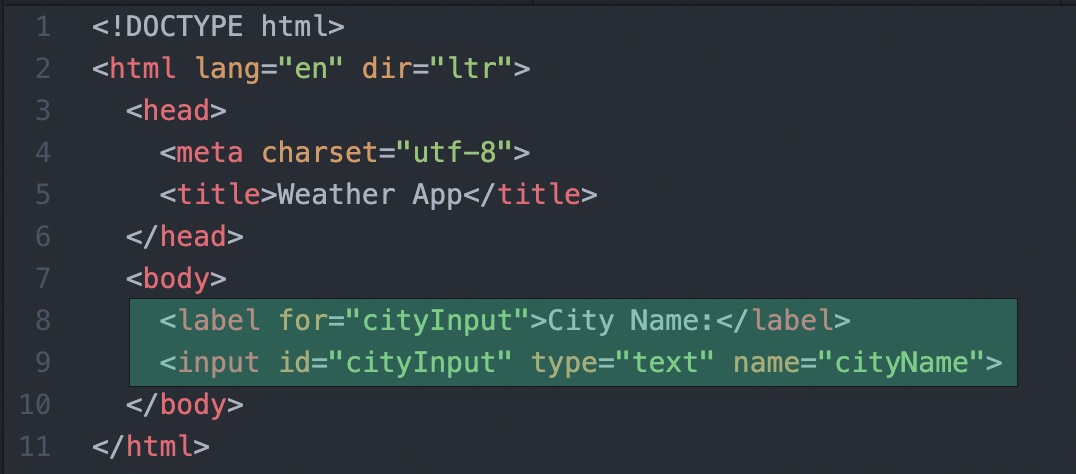 1 <!DOCTYPE html>
2 <html lang="en" dir="ltr">
3 <head>
4 <meta charset="utf-8">
5 <title>Weather App</title>
6 </head>
7 <body>
8 <label for="cityInput">City Name:</label>
9 <input id="cityInput" type="text" name="cityName">
10 </body>
11 </html>